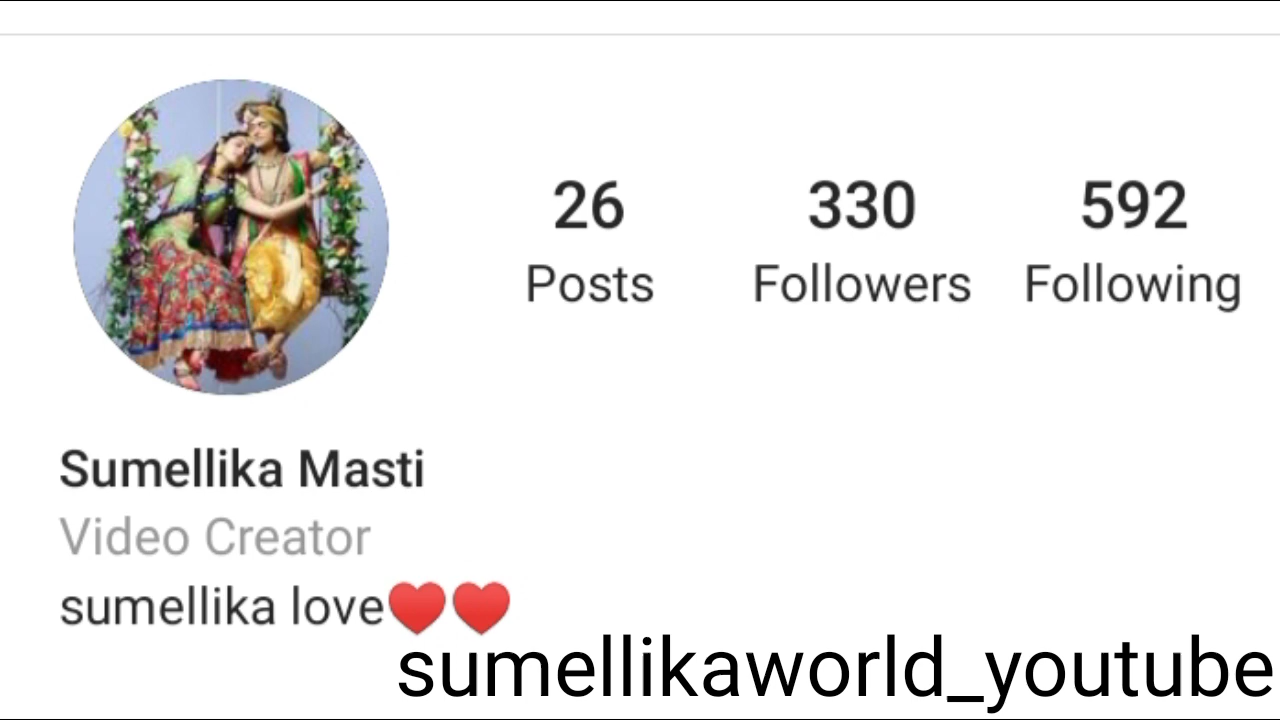 26 330 592
Posts Followers Following
Sumellika Masti
Video Creator
sumellika love❤️❤️
sumellikaworld_youtube